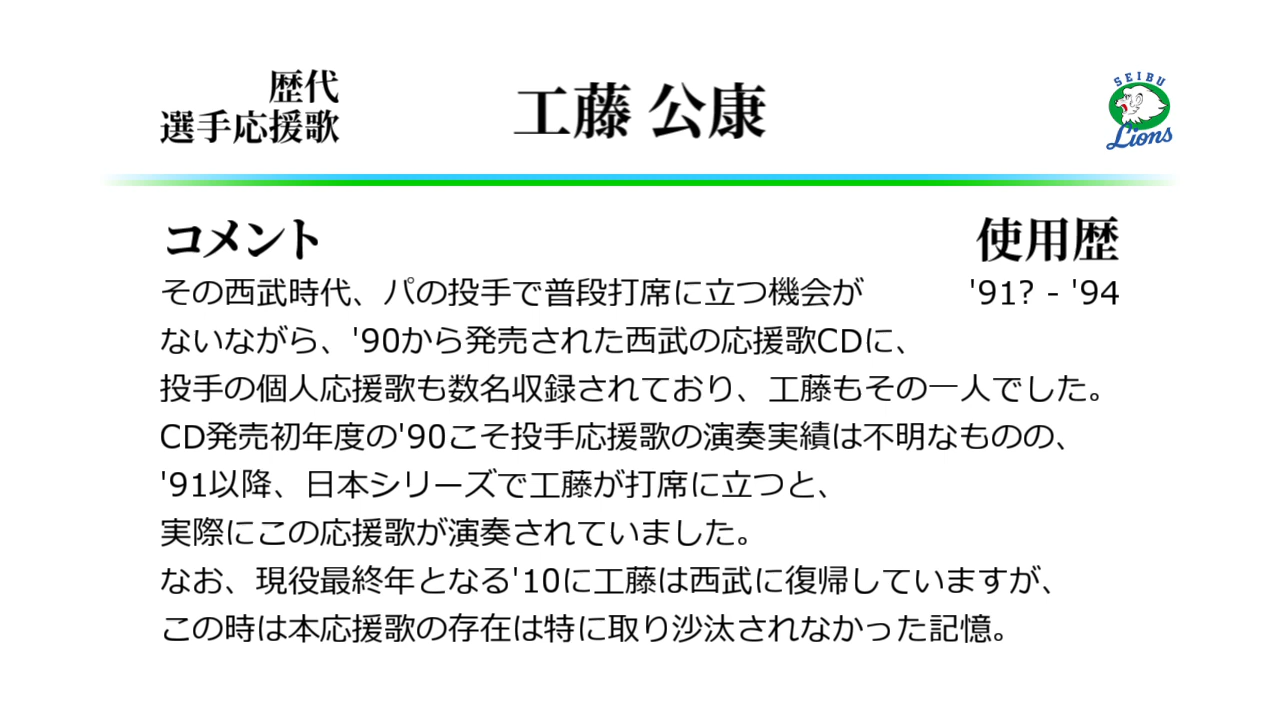 歴代
選手応援歌
工藤 公康
SEIBU
Lions
コメント
使用歴
その西武時代、パの投手で普段打席に立つ機会が
'91? - '94
ないながら、'90から発売された西武の応援歌CDに、
投手の個人応援歌も数名収録されており、工藤もその一人でした。
CD発売初年度の'90こそ投手応援歌の演奏実績は不明なものの、
'91以降、日本シリーズで工藤が打席に立つと、
実際にこの応援歌が演奏されていました。
なお、現役最終年となる'10に工藤は西武に復帰していますが、
この時は本応援歌の存在は特に取り沙汰されなかった記憶。